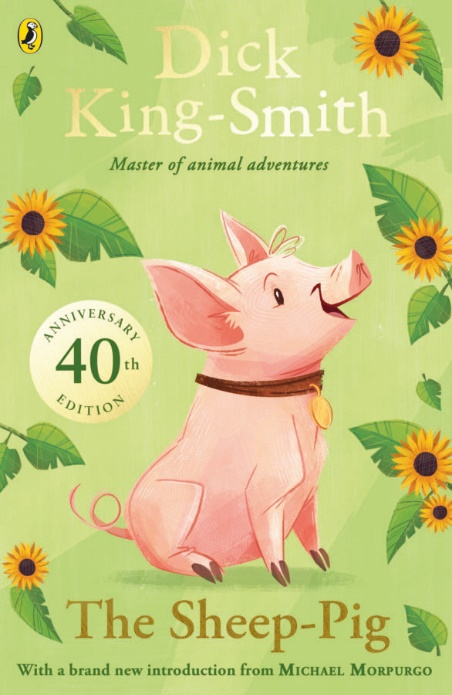 Dick
King-Smith
Master of animal adventures
ANNIVERSARY
40th
EDITION
The Sheep-Pig
With a brand new introduction from MICHAEL MORPURGO